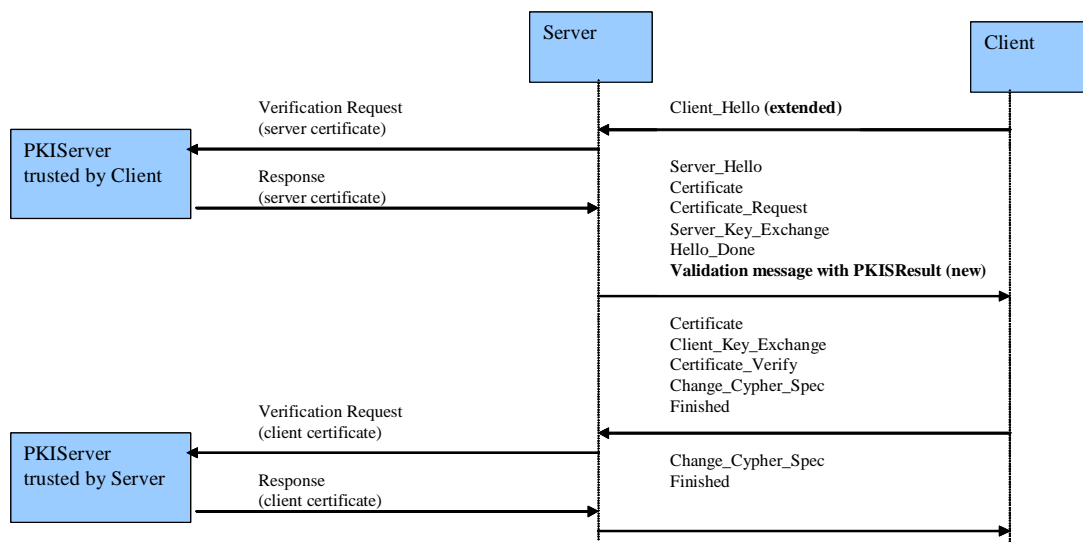 Server
Client
Verification Request
(server certificate)
Client_Hello (extended)
PKIServer
trusted by Client
Response
(server certificate)
Server_Hello
Certificate
Certificate_Request
Server_Key_Exchange
Hello_Done
Validation message with PKISResult (new)
Certificate
Client_Key_Exchange
Certificate_Verify
Change_Cypher_Spec
Finished
Verification Request
(client certificate)
PKIServer
trusted by Server
Change_Cypher_Spec
Finished
Response
(client certificate)